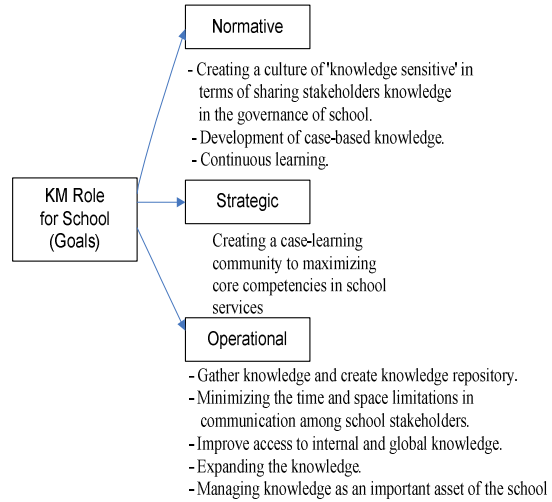 Normative
- Creating a culture of 'knowledge sensitive' in
terms of sharing stakeholders knowledge
in the governance of school.
- Development of case-based knowledge.
- Continuous learning.
KM Role
for School
(Goals)
Strategic
Creating a case-learning
community to maximizing
core competencies in school
services
Operational
- Gather knowledge and create knowledge repository.
- Minimizing the time and space limitations in
communication among school stakeholders.
- Improve access to internal and global knowledge.
- Expanding the knowledge.
- Managing knowledge as an important asset of the school